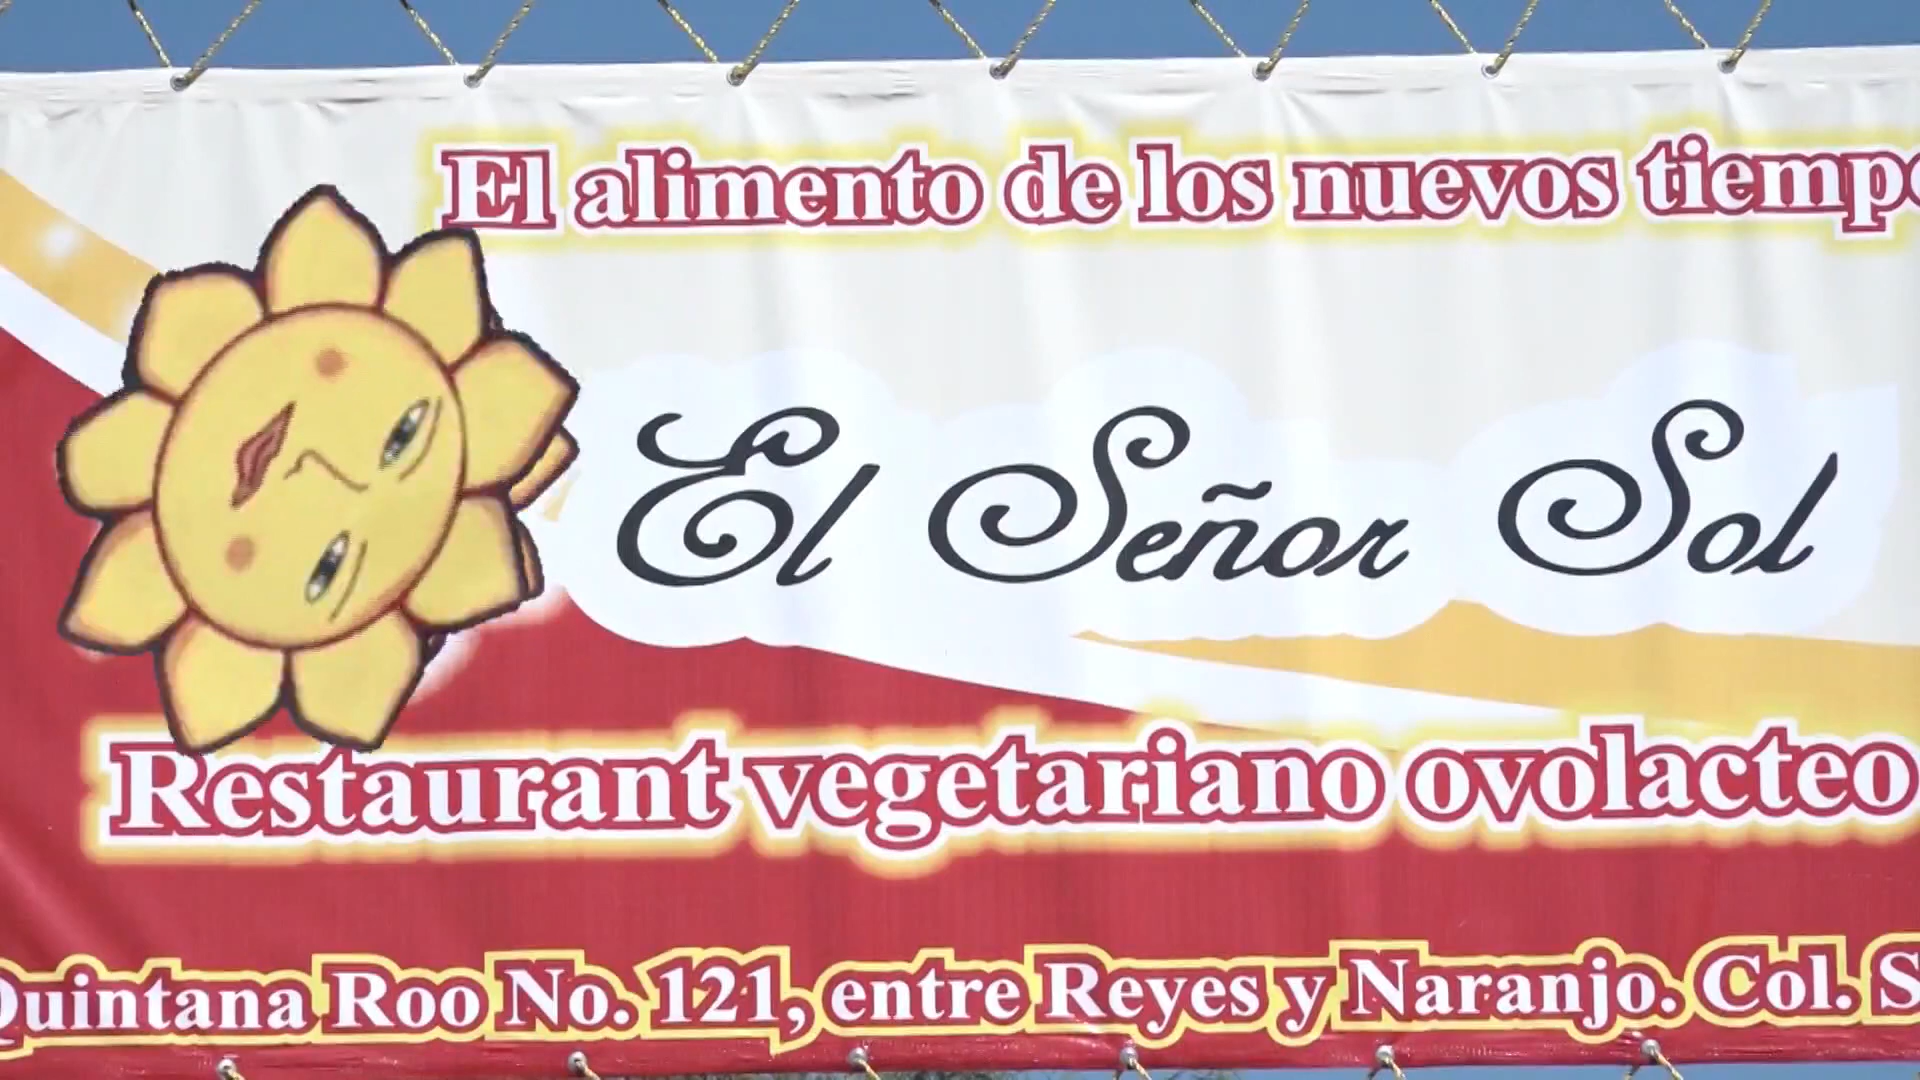 El alimento de los nuevos tiempo
El Señor Sol
Restaurant vegetariano ovolacteo
Quintana Roo No. 121, entre Reyes y Naranjo. Col. S